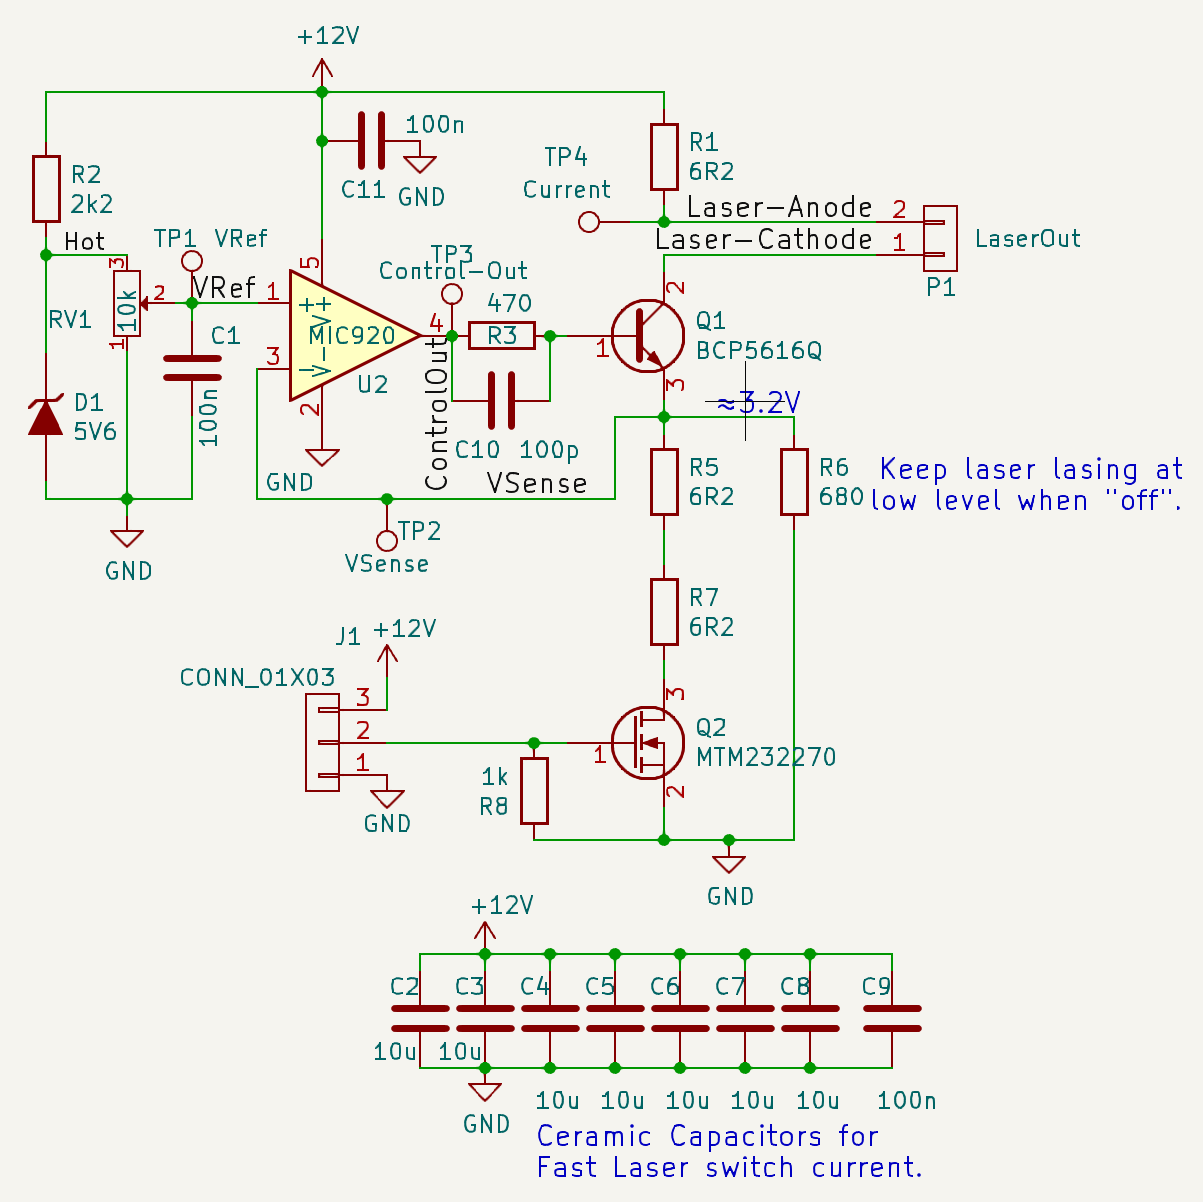 +12V
100n
C11
GND
R1
6R2
TP4
Current
Laser-Anode
2
Laser-Cathode
1
LaserOut
P1
R2
2k2
Hot
TP1 VRef
3
VRef
1
5
2
10k
RV1
1
C1
100n
D1
5V6
GND
++
V+
MIC920
V-
-
3
U2
2
GND
TP3
Control-Out
4
470
R3
ControlOut
C10 100p
VSense
TP2
VSense
2
Q1
BCP5616Q
1
3
≈3.2V
R5
6R2
R6
680
Keep laser lasing at
low level when "off".
R7
6R2
J1 +12V
CONN_01X03
3
2
1
GND
1k
R8
3
Q2
MTM232270
1
2
GND
+12V
C2 C3 C4 C5 C6 C7 C8 C9
10u 10u
10u 10u 10u 10u 10u 100n
GND
Ceramic Capacitors for
Fast Laser switch current.